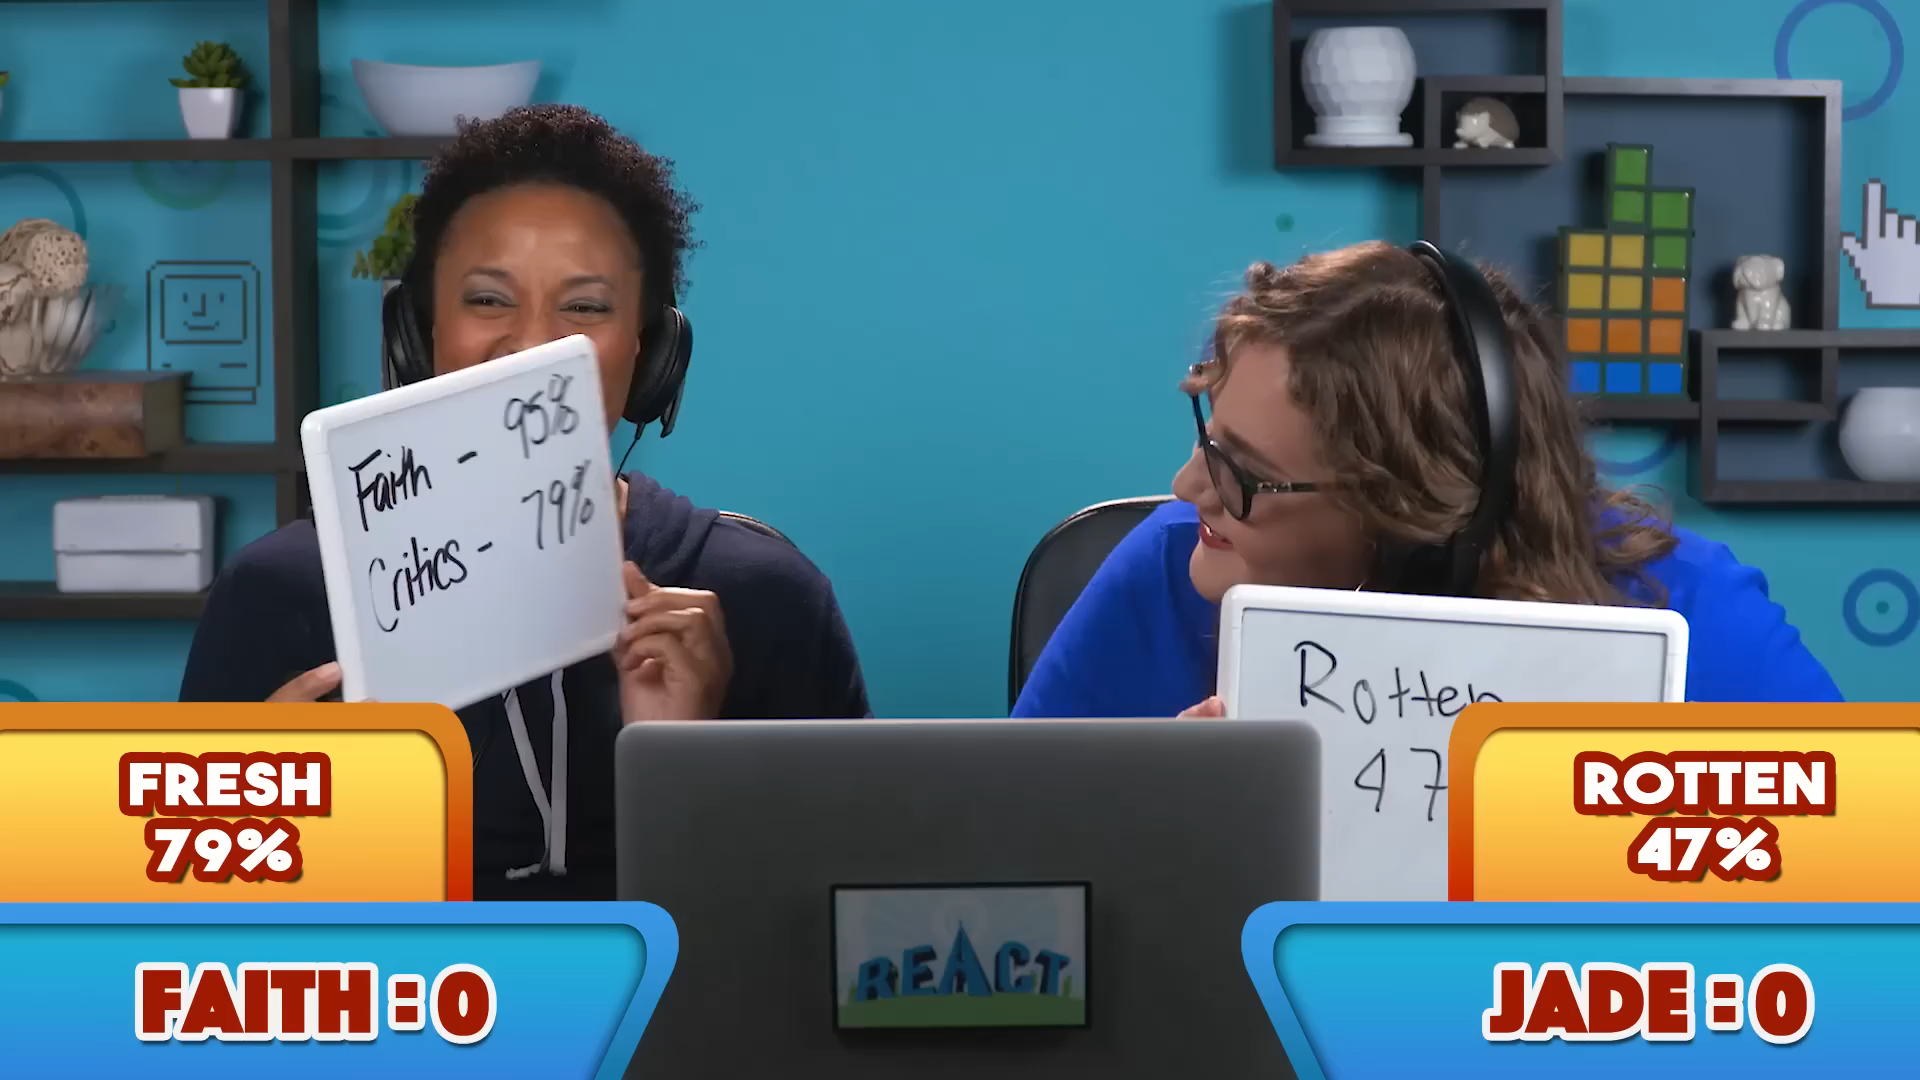 Faith - 95%
Critics - 79%
Rotten
47
FRESH
79%
ROTTEN
47%
REACT
FAITH : 0
JADE : 0